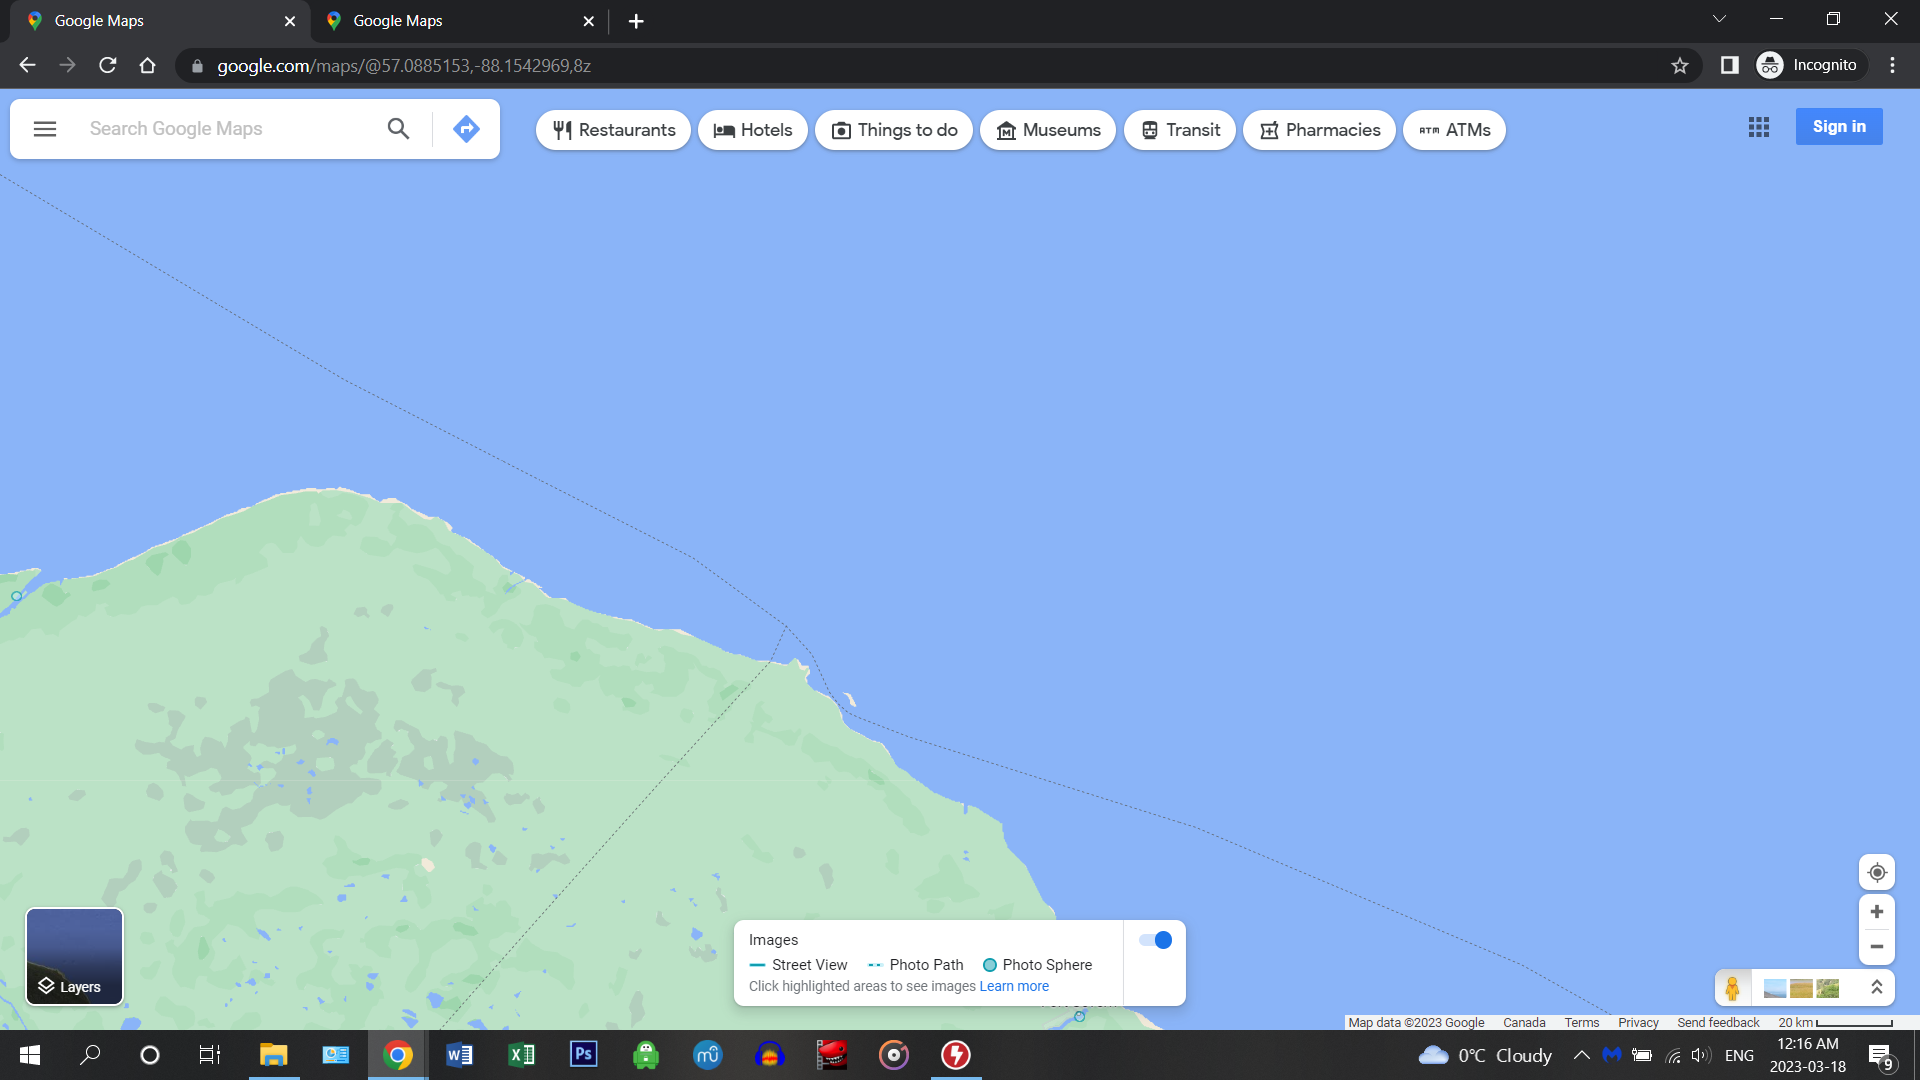 Google Maps
Google Maps
google.com/maps/@57.0885153,-88.1542969,8z
Incognito
Search Google Maps
Restaurants
Hotels
Things to do
Museums
Transit
Pharmacies
ATM ATMs
Sign in
Layers
Images
Street View
Photo Path
Photo Sphere
Click highlighted areas to see images Learn more
Map data ©2023 Google
Canada
Terms
Privacy
Send feedback
20 km
0°C Cloudy
ENG
12:16 AM
2023-03-18
9